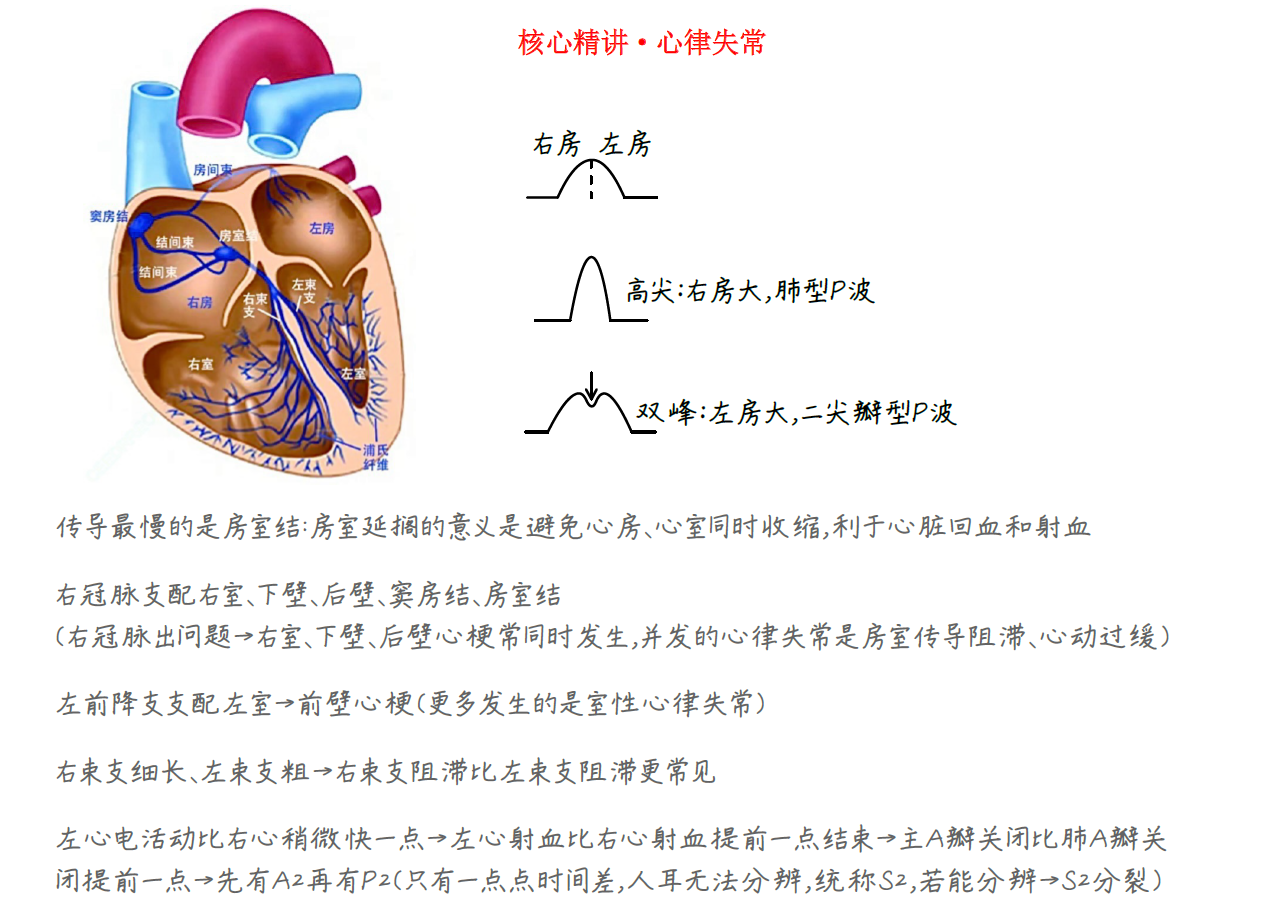 核心精讲·心律失常
右房 左房
高尖:右房大,肺型P波
双峰:左房大,二尖瓣型P波
房间束
窦房结
结间束
房室结
左房
结间束
右房
右束支
左束支
右室
左室
浦氏纤维
传导最慢的是房室结:房室延搁的意义是避免心房、心室同时收缩,利于心脏回血和射血
右冠脉支配右室、下壁、后壁、窦房结、房室结
(右冠脉出问题→右室、下壁、后壁心梗常同时发生,并发的心律失常是房室传导阻滞、心动过缓)
左前降支支配左室→前壁心梗(更多发生的是室性心律失常)
右束支细长、左束支粗→右束支阻滞比左束支阻滞更常见
左心电活动比右心稍微快一点→左心射血比右心射血提前一点结束→主A瓣关闭比肺A瓣关
闭提前一点→先有A2再有P2(只有一点点时间差,人耳无法分辨,统称S2,若能分辨→S2分裂)